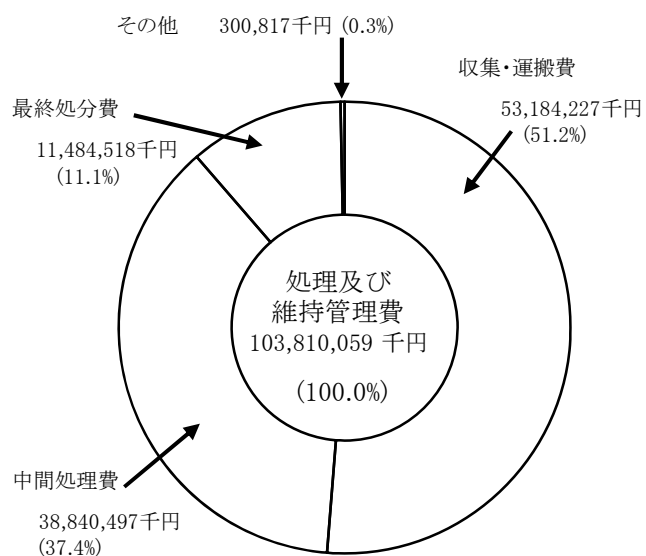 その他 300,817千円 (0.3%)
収集・運搬費
53,184,227千円
(51.2%)
最終処分費
11,484,518千円
(11.1%)
処理及び
維持管理費
103,810,059 千円
(100.0%)
中間処理費
38,840,497千円
(37.4%)